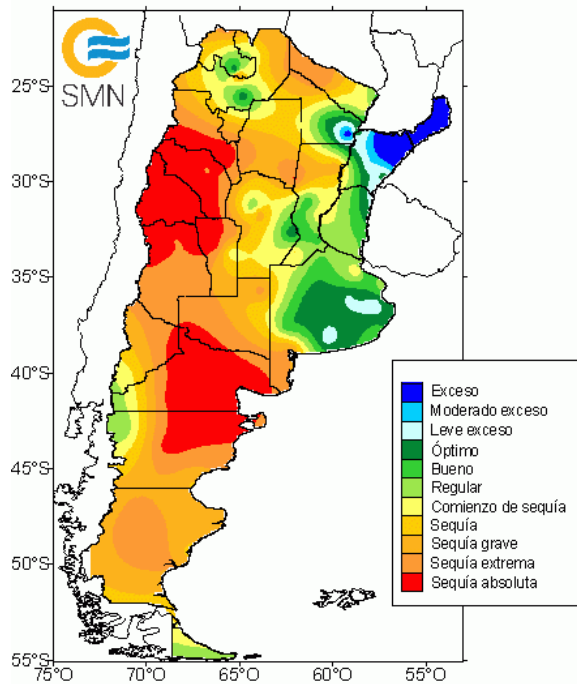 SMN
25°S
30°S
35°S
40°S
45°S
50°S
55°S
75°O 70°O 65°O 60°O 55°O
Exceso
Moderado exceso
Leve exceso
Óptimo
Bueno
Regular
Comienzo de sequía
Sequía
Sequía grave
Sequía extrema
Sequía absoluta